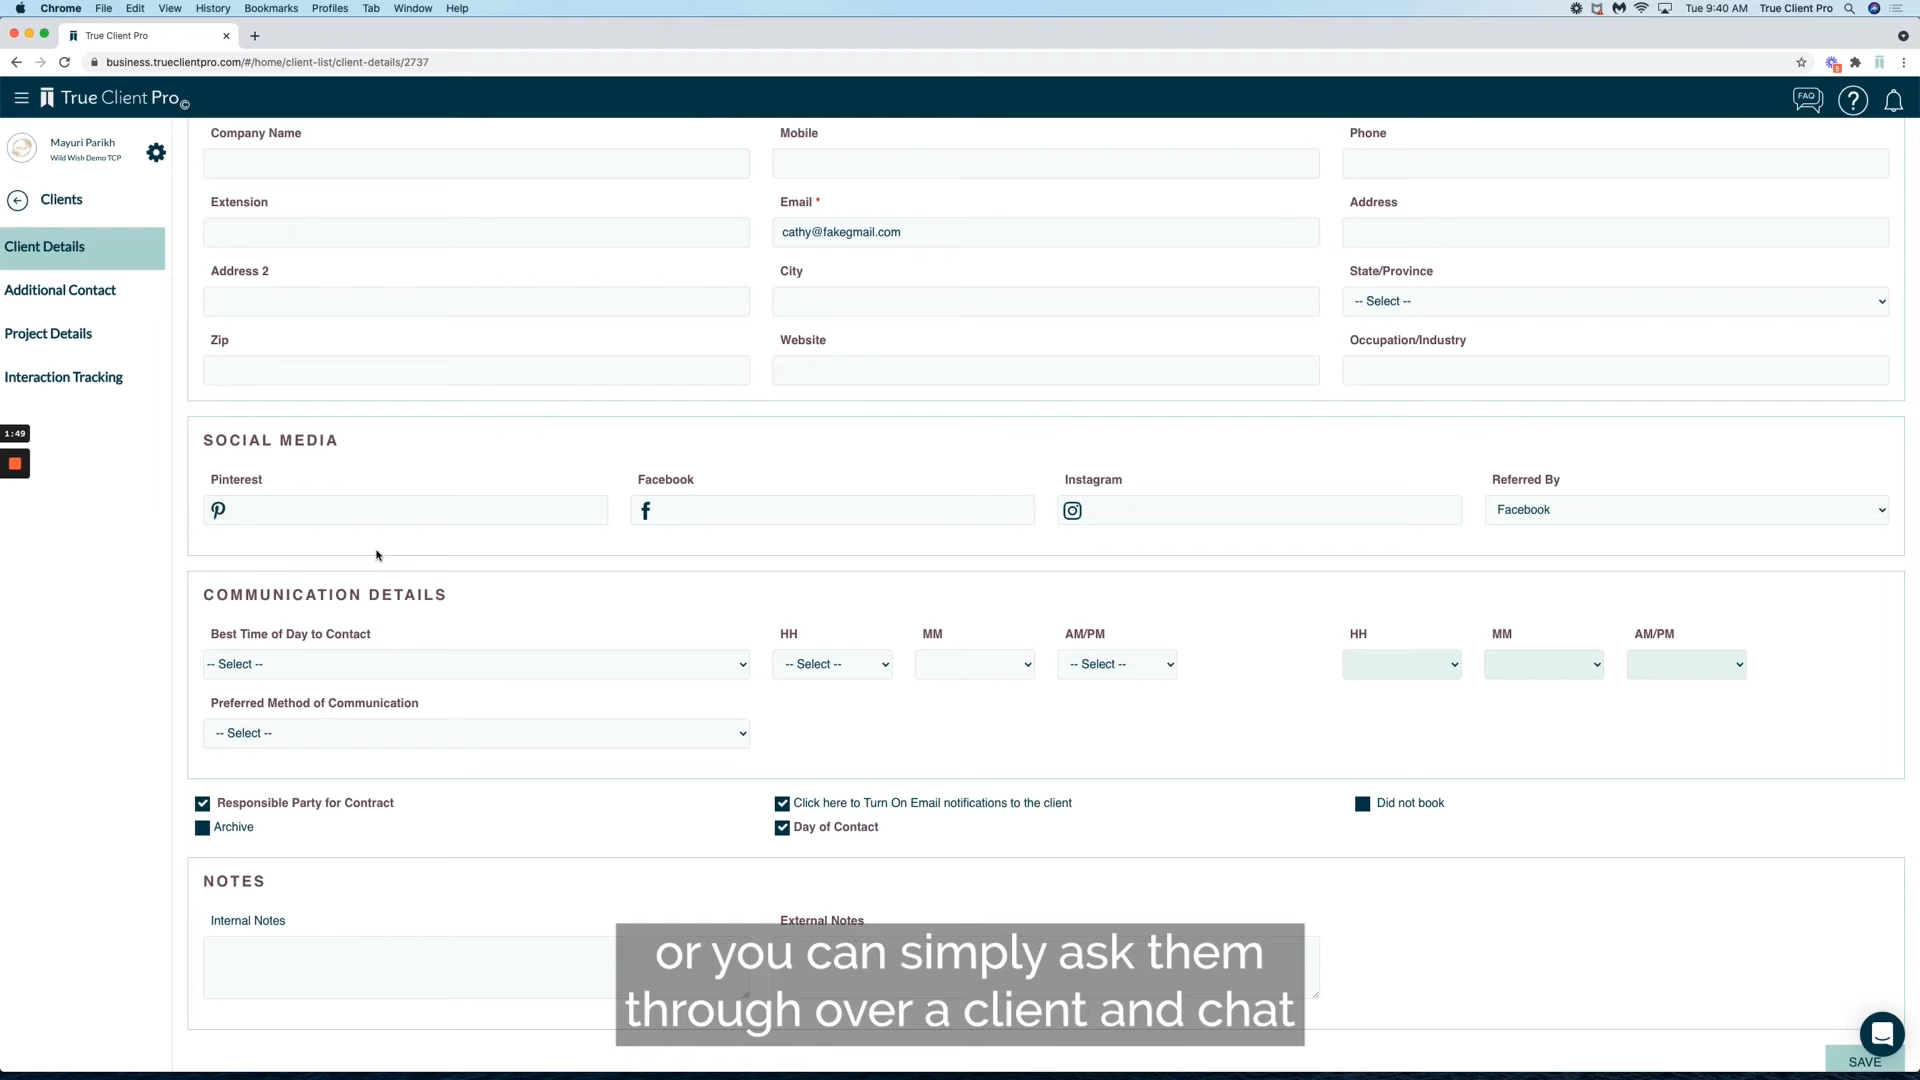 Chrome File Edit View History Bookmarks Profiles Tab Window Help
Tue 9:40 AM True Client Pro
True Client Pro
business.trueclientpro.com/#/home/client-list/client-details/2737
8
True Client Pro©
FAQ ?
Mayuri Parikh
Wild Wish Demo TCP
Clients
Client Details
Additional Contact
Project Details
Interaction Tracking
1:49
Company Name Mobile Phone
Extension Email * Address
cathy@fakegmail.com
Address 2 City State/Province
-- Select --
Zip Website Occupation/Industry
SOCIAL MEDIA
Pinterest Facebook Instagram Referred By
Facebook
COMMUNICATION DETAILS
Best Time of Day to Contact HH MM AM/PM HH MM AM/PM
-- Select -- -- Select -- -- Select --
Preferred Method of Communication
-- Select --
Responsible Party for Contract Click here to Turn On Email notifications to the client Did not book
Archive Day of Contact
NOTES
Internal Notes External Notes
or you can simply ask them
through over a client and chat
SAVE